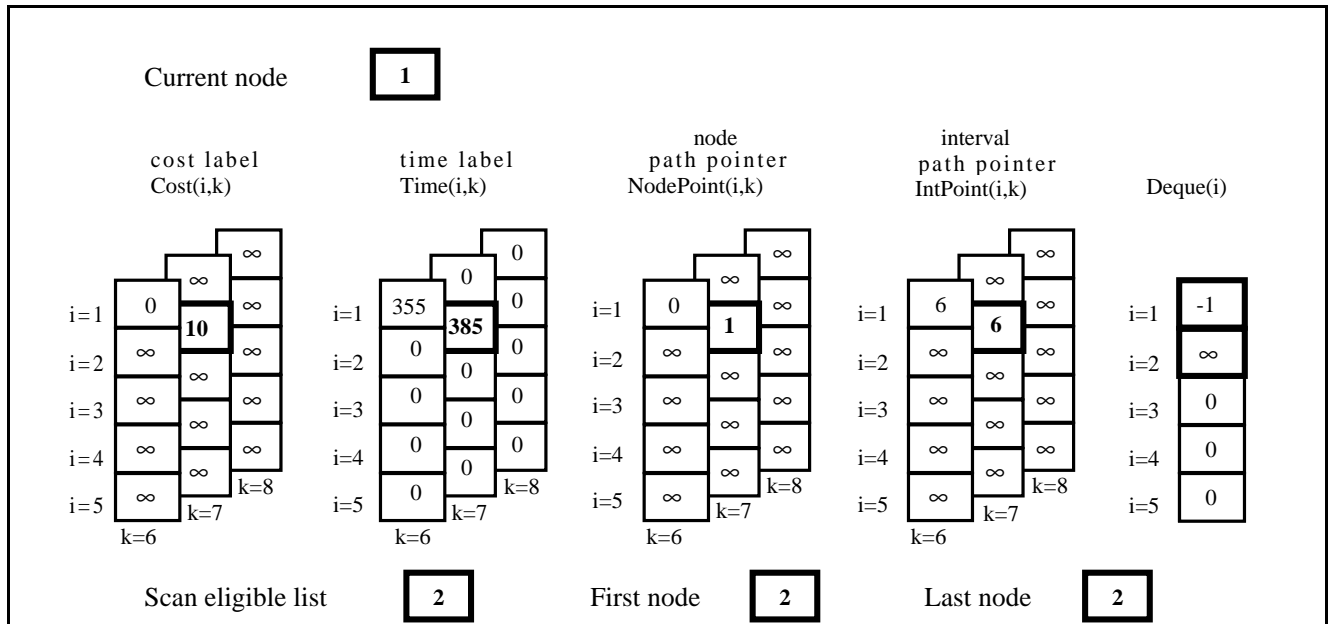 Current node 1
node interval
cost label time label path pointer path pointer
Cost(i,k) Time(i,k) NodePoint(i,k) IntPoint(i,k) Deque(i)
∞ 0 ∞ ∞
∞ 0 ∞ ∞
i=1 0 10 ∞ i=1 355 385 0 i=1 0 1 ∞ i=1 6 6 ∞ i=1 -1
i=2 ∞ ∞ ∞ i=2 0 0 0 i=2 ∞ ∞ ∞ i=2 ∞ ∞ ∞ i=2 ∞
i=3 ∞ ∞ ∞ i=3 0 0 0 i=3 ∞ ∞ ∞ i=3 ∞ ∞ ∞ i=3 0
i=4 ∞ ∞ ∞ i=4 0 0 0 i=4 ∞ ∞ ∞ i=4 ∞ ∞ ∞ i=4 0
i=5 ∞ k=7 k=8 i=5 0 k=7 k=8 i=5 ∞ k=7 k=8 i=5 ∞ k=7 k=8 i=5 0
k=6 k=6 k=6 k=6
Scan eligible list 2 First node 2 Last node 2